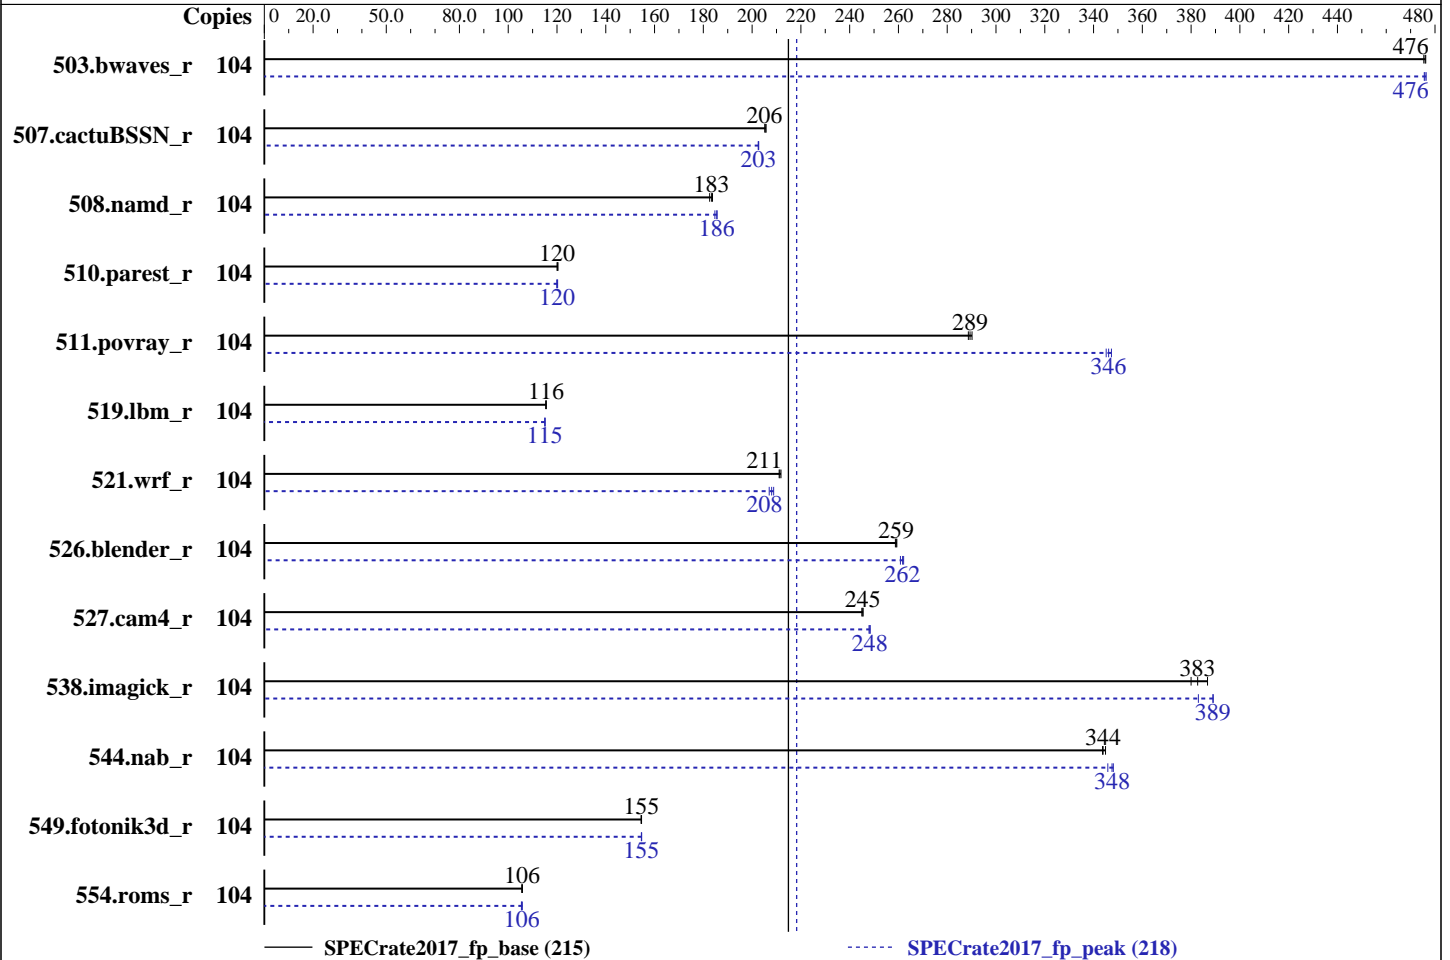 Copies 0 20.0 50.0 80.0 100 120 140 160 180 200 220 240 260 280 300 320 340 360 380 400 420 440 480
476
503.bwaves_r 104
476
206
507.cactuBSSN_r 104
203
183
508.namd_r 104
186
120
510.parest_r 104
120
289
511.povray_r 104
346
116
519.lbm_r 104
115
211
521.wrf_r 104
208
259
526.blender_r 104
262
245
527.cam4_r 104
248
383
538.imagick_r 104
389
344
544.nab_r 104
348
155
549.fotonik3d_r 104
155
106
554.roms_r 104
106
SPECrate2017_fp_base (215) SPECrate2017_fp_peak (218)